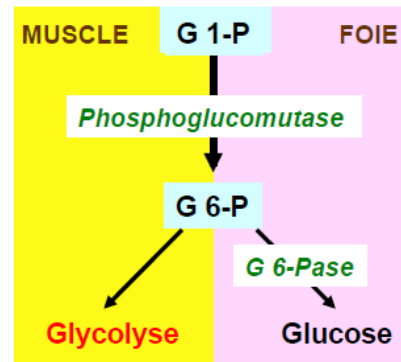 MUSCLE G 1-P FOIE
Phosphoglucomutase
G 6-P
G 6-Pase
Glycolyse Glucose